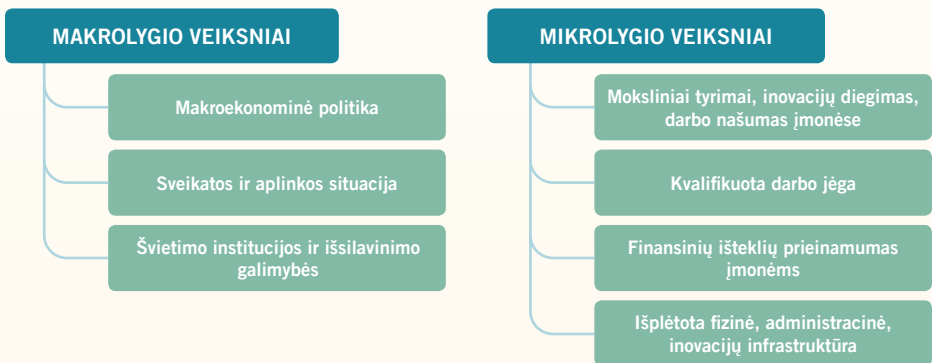 MAKROLYGIO VEIKSNIAI
Makroekonominė politika
Sveikatos ir aplinkos situacija
Švietimo institucijos ir išsilavinimo
galimybės
MIKROLYGIO VEIKSNIAI
Moksliniai tyrimai, inovacijų diegimas,
darbo našumas įmonėse
Kvalifikuota darbo jėga
Finansinių išteklių prieinamumas
įmonėms
Išplėtota fizinė, administracinė,
inovacijų infrastruktūra